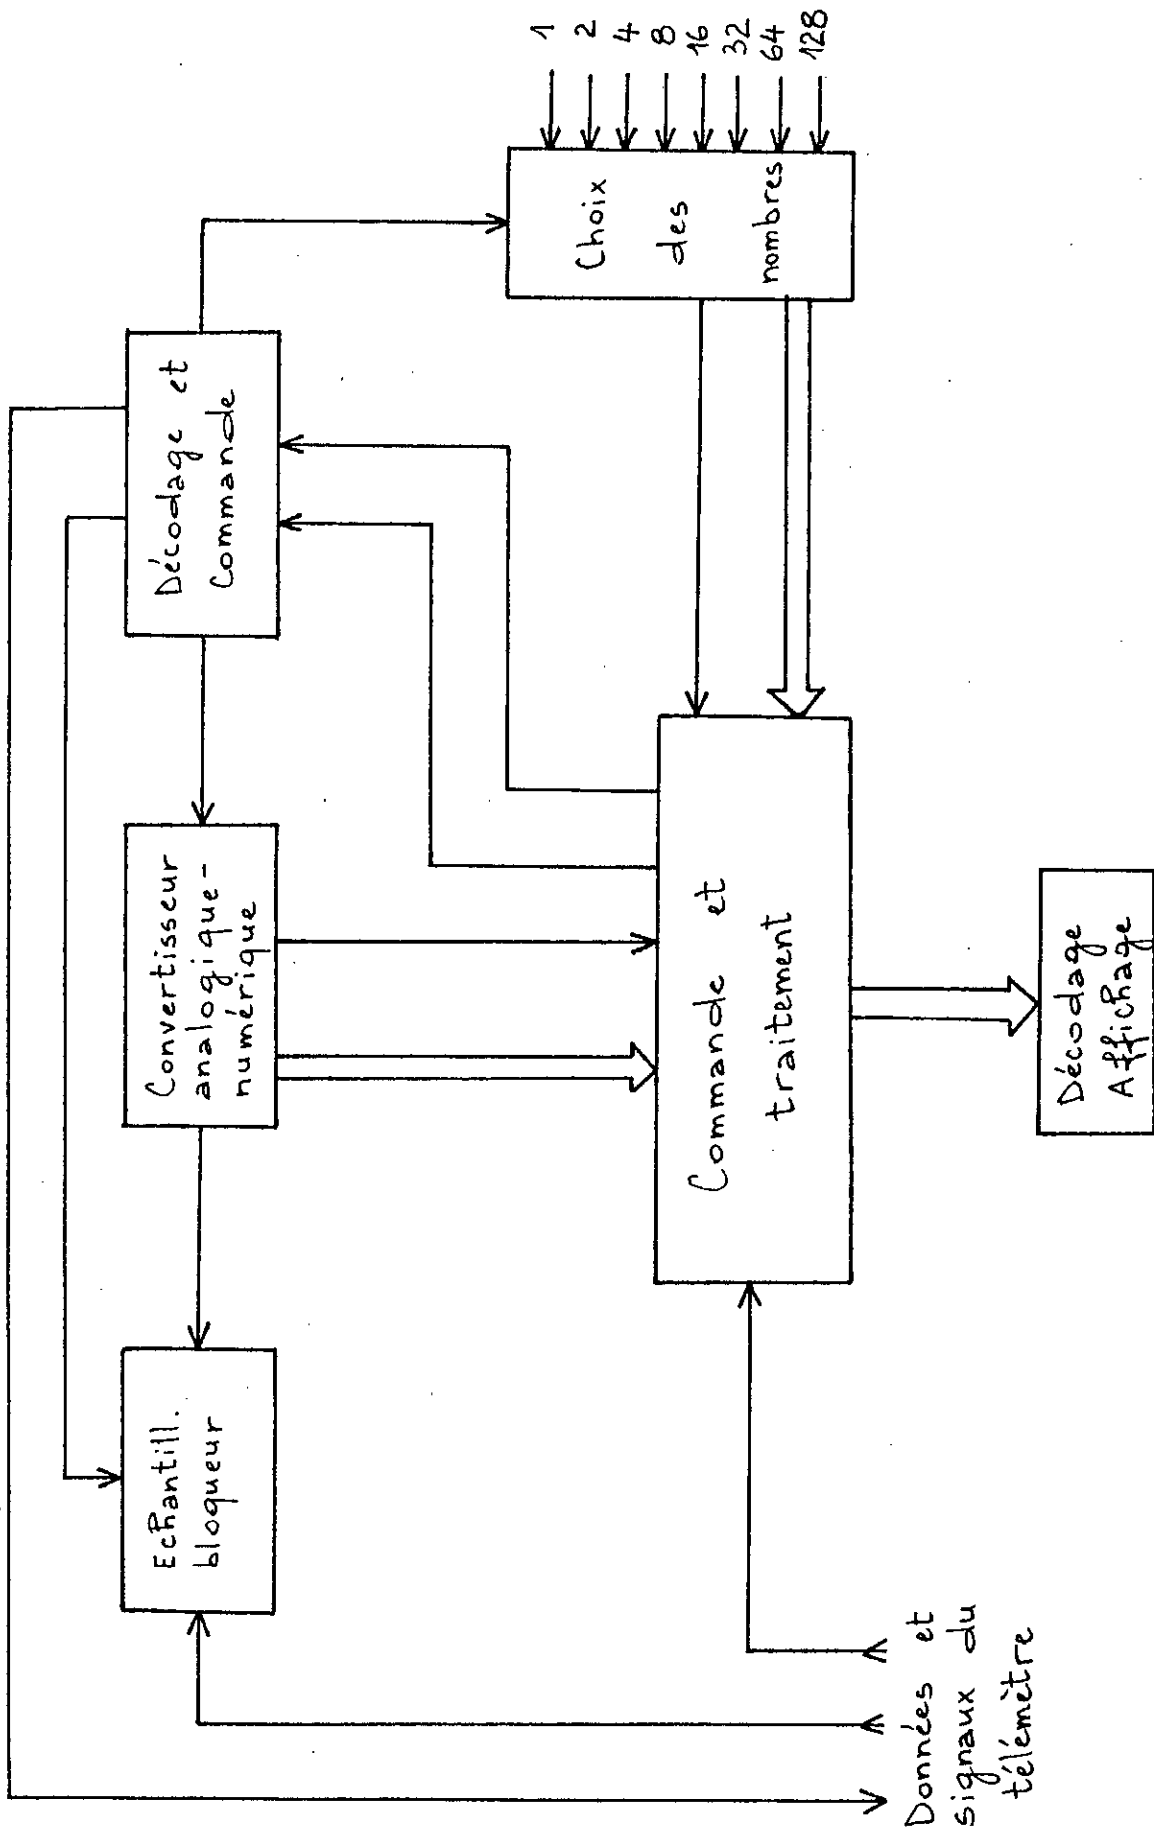 Echantill.
bloqueur
Convertisseur
analogique-
numérique
Décodage et
Commande
Choix
des
nombres
1
2
4
8
16
32
64
128
Commande et
traitement
Données et
signaux du
télémètre
Décodage
Affichage